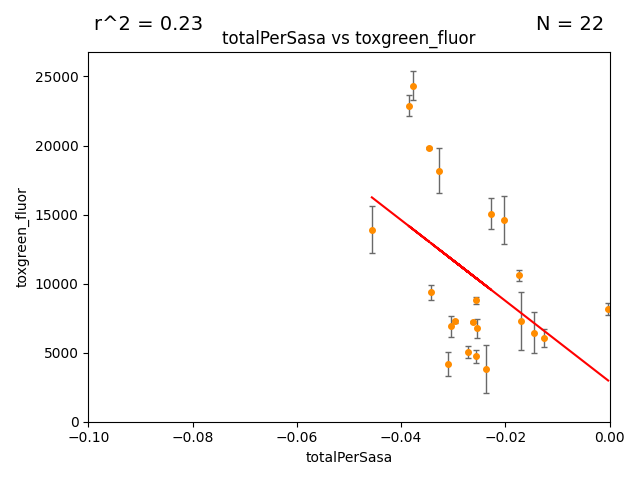 r^2 = 0.23
N = 22
totalPerSasa vs toxgreen_fluor
25000
20000
15000
10000
5000
0
toxgreen_fluor
−0.10
−0.08
−0.06
−0.04
−0.02
0.00
totalPerSasa